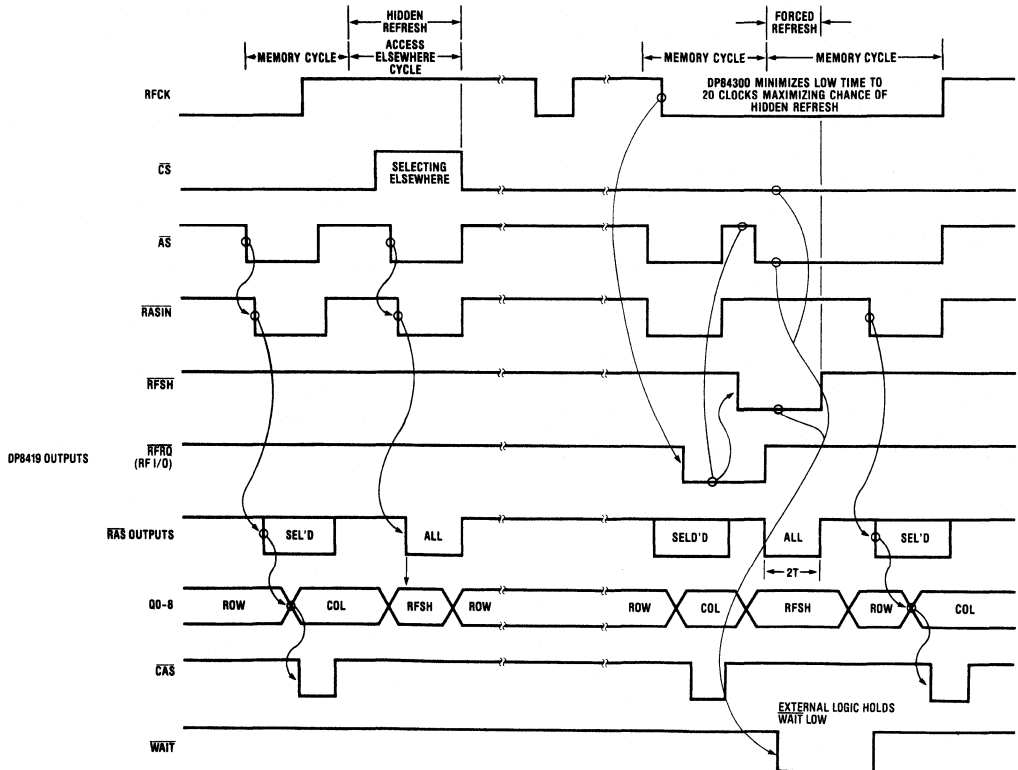 HIDDEN
REFRESH
FORCED
REFRESH
MEMORY CYCLE
ACCESS
ELSEWHERE
CYCLE
MEMORY CYCLE
MEMORY CYCLE
RFCK
DP84300 MINIMIZES LOW TIME TO
20 CLOCKS MAXIMIZING CHANCE OF
HIDDEN REFRESH
CS
SELECTING
ELSEWHERE
AS
RASIN
RFSH
DP8419 OUTPUTS
RFRQ
(RF I/O)
RAS OUTPUTS
SEL'D
ALL
SELD'D
ALL
SEL'D
2T
Q0-8
ROW
COL
RFSH
ROW
ROW
COL
RFSH
ROW
COL
CAS
EXTERNAL LOGIC HOLDS
WAIT LOW
WAIT